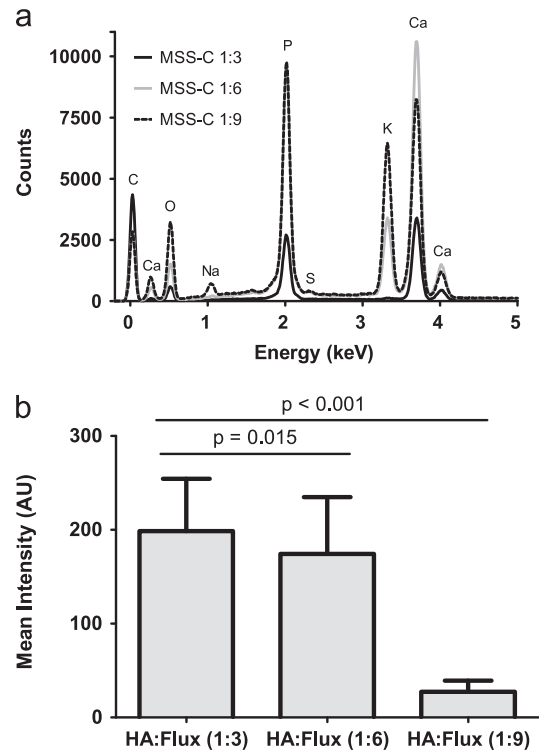 a
MSS-C 1:3
MSS-C 1:6
MSS-C 1:9
Counts
10000
7500
5000
2500
0
C
Ca
O
Na
P
S
K
Ca
Ca
0 1 2 3 4 5
Energy (keV)
b
p < 0.001
p = 0.015
Mean Intensity (AU)
300
200
100
0
HA:Flux (1:3) HA:Flux (1:6) HA:Flux (1:9)